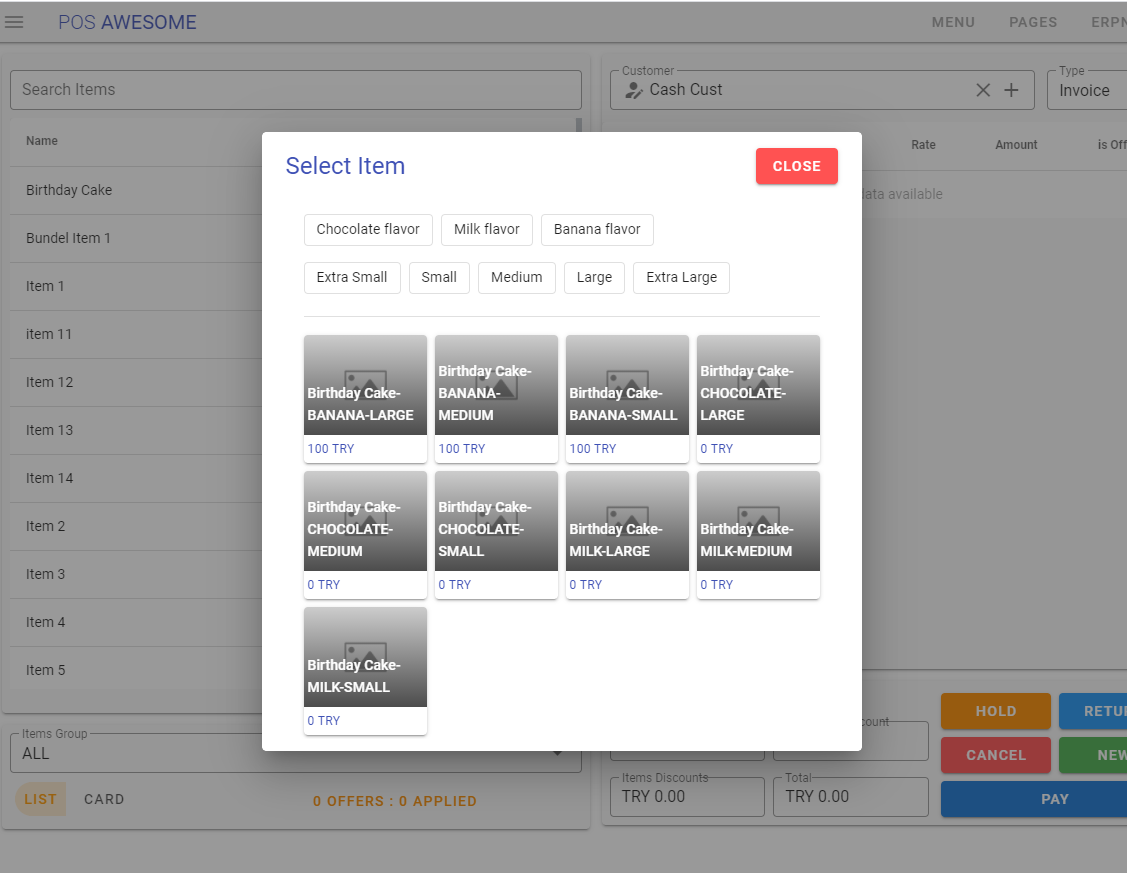 POS AWESOME
MENU PAGES
Search Items
Customer
Cash Cust
Type
Invoice
Name
Rate Amount
Birthday Cake
Bundel Item 1
Item 1
item 11
Item 12
Item 13
Item 14
Item 2
Item 3
Item 4
Item 5
available
Select Item
CLOSE
Chocolate flavor Milk flavor Banana flavor
Extra Small Small Medium Large Extra Large
Birthday Cake-
BANANA-LARGE
100 TRY
Birthday Cake-
BANANA-
MEDIUM
100 TRY
Birthday Cake-
BANANA-SMALL
100 TRY
Birthday Cake-
CHOCOLATE-
LARGE
0 TRY
Birthday Cake-
CHOCOLATE-
MEDIUM
0 TRY
Birthday Cake-
CHOCOLATE-
SMALL
0 TRY
Birthday Cake-
MILK-LARGE
0 TRY
Birthday Cake-
MILK-MEDIUM
0 TRY
Birthday Cake-
MILK-SMALL
0 TRY
Items Group
ALL
LIST CARD
0 OFFERS : 0 APPLIED
Items Discounts
TRY 0.00
Total
TRY 0.00
HOLD
CANCEL
NEW
PAY